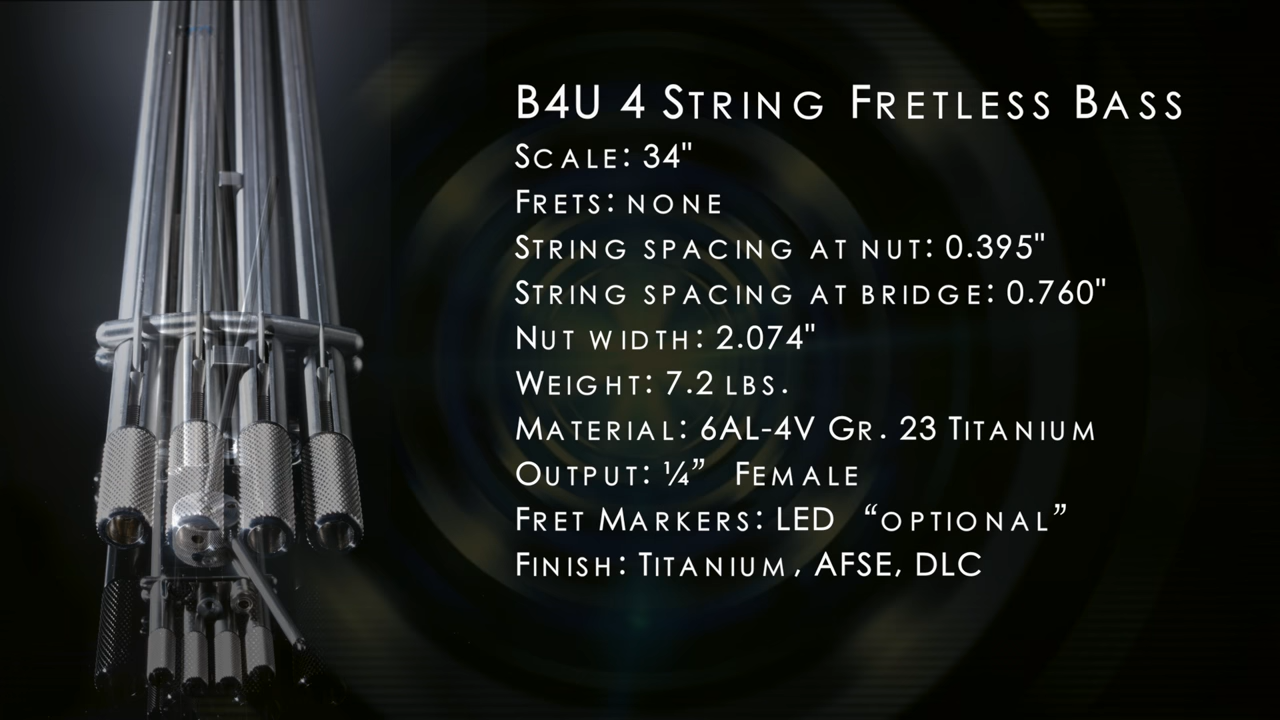 B4U 4 String Fretless Bass
Scale: 34"
Frets: none
String spacing at nut: 0.395"
String spacing at bridge: 0.760"
Nut width: 2.074"
Weight: 7.2 lbs.
Material: 6AL-4V Gr. 23 Titanium
Output: ¼” Female
Fret Markers: LED “optional”
Finish: Titanium, AFSE, DLC